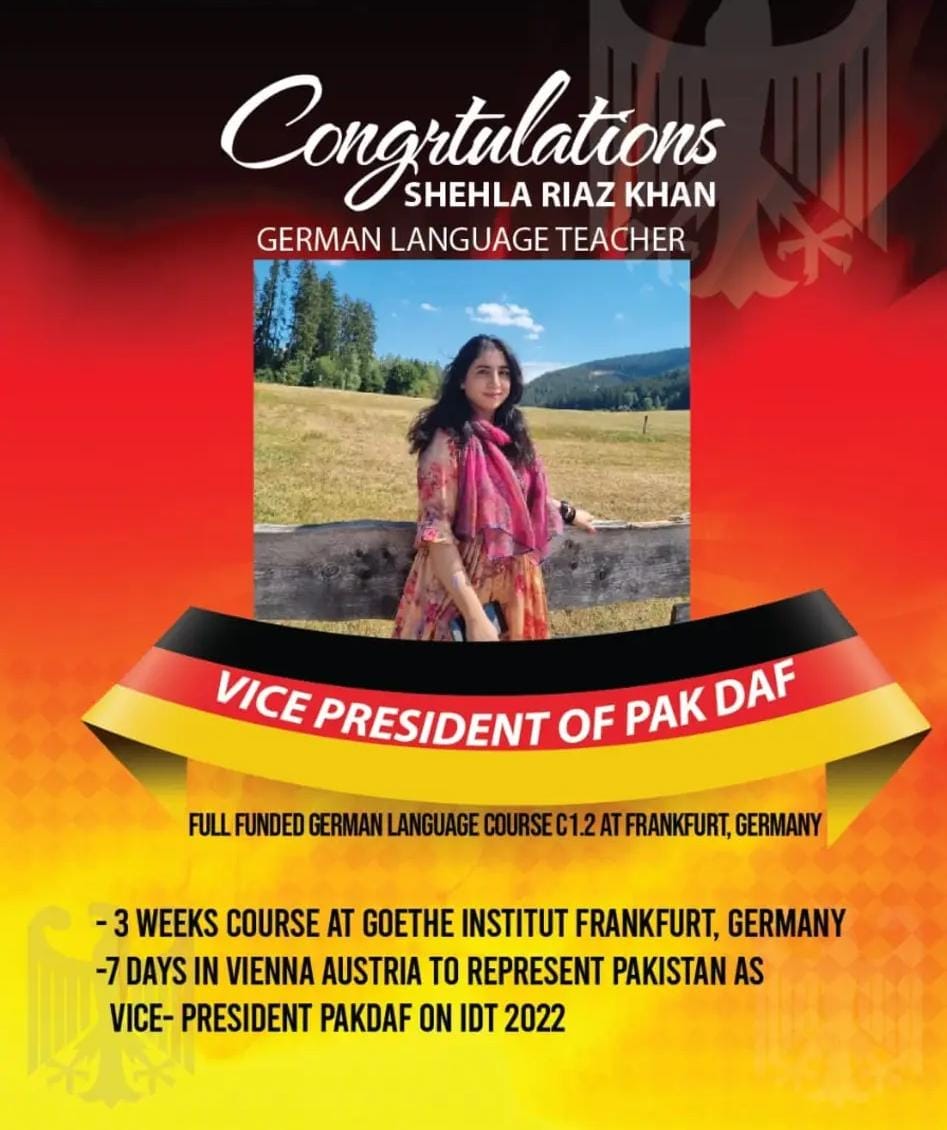 Congrtulations
SHEHLA RIAZ KHAN
GERMAN LANGUAGE TEACHER
VICE PRESIDENT OF PAK DAF
FULL FUNDED GERMAN LANGUAGE COURSE C1.2 AT FRANKFURT, GERMANY
- 3 WEEKS COURSE AT GOETHE INSTITUT FRANKFURT, GERMANY
-7 DAYS IN VIENNA AUSTRIA TO REPRESENT PAKISTAN AS
VICE- PRESIDENT PAKDAF ON IDT 2022